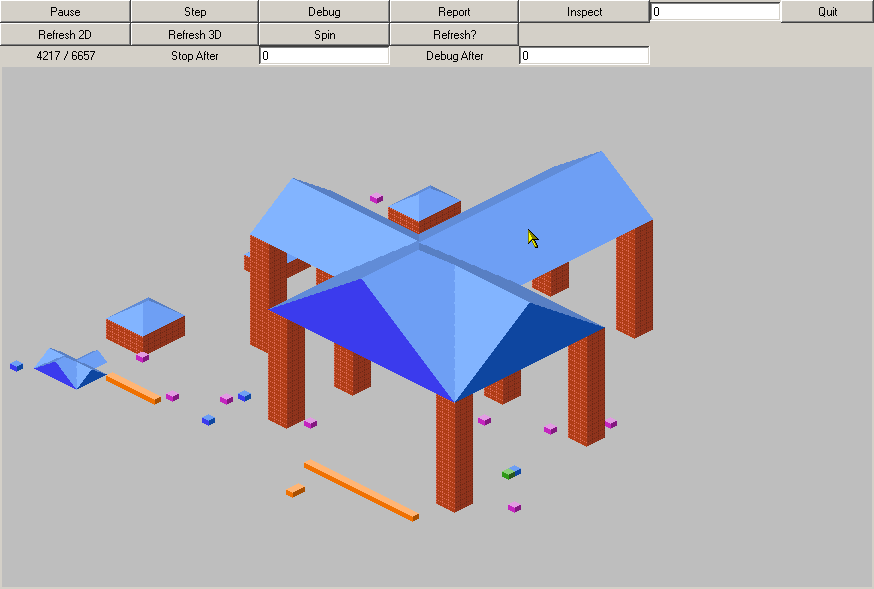 Pause Step Debug Report Inspect 0 Quit
Refresh 2D Refresh 3D Spin Refresh?
4217 / 6657 Stop After 0 Debug After 0